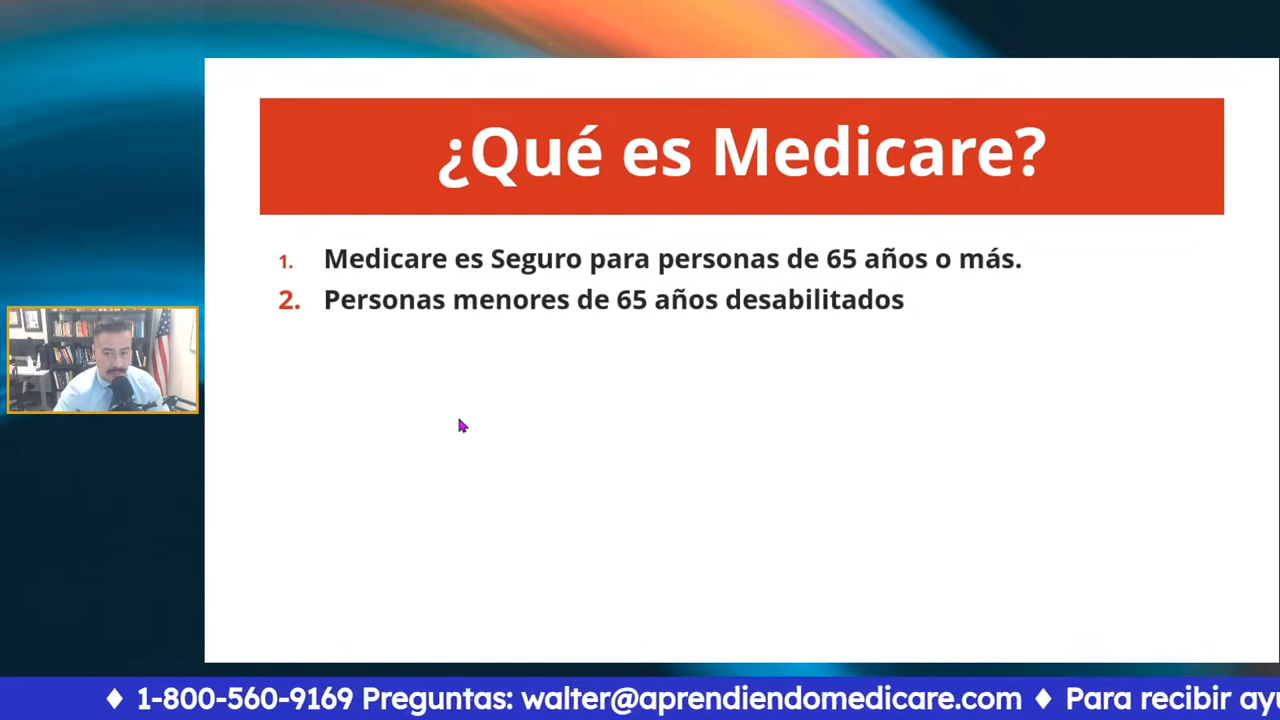 ¿Qué es Medicare?
1. Medicare es Seguro para personas de 65 años o más.
2. Personas menores de 65 años desabilitados
♦ 1-800-560-9169 Preguntas: walter@aprendiendomedicare.com ♦ Para recibir